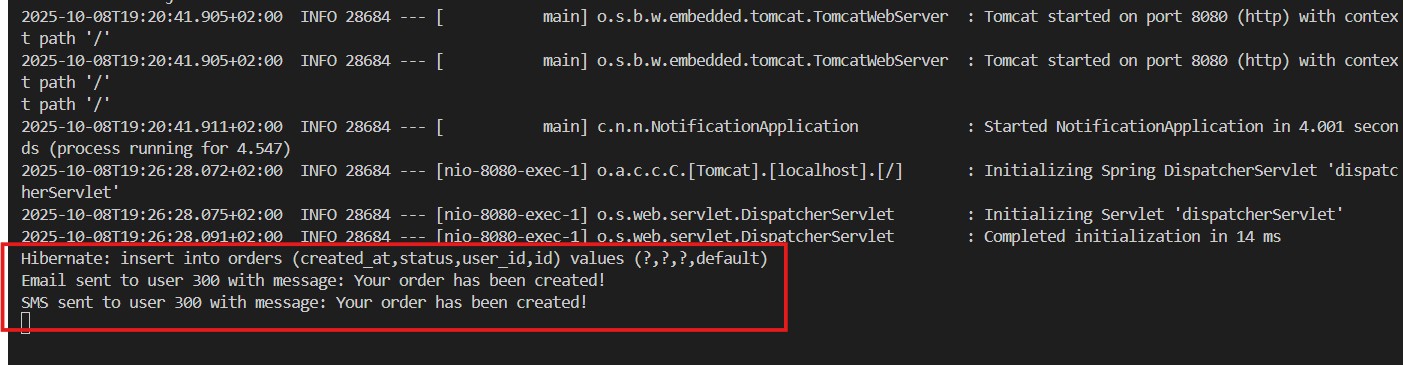 2025-10-08T19:20:41.905+02:00  INFO 28684 --- [           main] o.s.b.w.embedded.tomcat.TomcatWebServer  : Tomcat started on port 8080 (http) with contex
t path '/'
2025-10-08T19:20:41.905+02:00  INFO 28684 --- [           main] o.s.b.w.embedded.tomcat.TomcatWebServer  : Tomcat started on port 8080 (http) with contex
t path '/'
t path '/'
2025-10-08T19:20:41.911+02:00  INFO 28684 --- [           main] c.n.n.NotificationApplication            : Started NotificationApplication in 4.001 secon
ds (process running for 4.547)
2025-10-08T19:26:28.072+02:00  INFO 28684 --- [nio-8080-exec-1] o.a.c.c.C.[Tomcat].[localhost].[/]       : Initializing Spring DispatcherServlet 'dispatc
herServlet'
2025-10-08T19:26:28.075+02:00  INFO 28684 --- [nio-8080-exec-1] o.s.web.servlet.DispatcherServlet        : Initializing Servlet 'dispatcherServlet'
2025-10-08T19:26:28.091+02:00  INFO 28684 --- [nio-8080-exec-1] o.s.web.servlet.DispatcherServlet        : Completed initialization in 14 ms
Hibernate: insert into orders (created_at,status,user_id,id) values (?,?,?,default)
Email sent to user 300 with message: Your order has been created!
SMS sent to user 300 with message: Your order has been created!